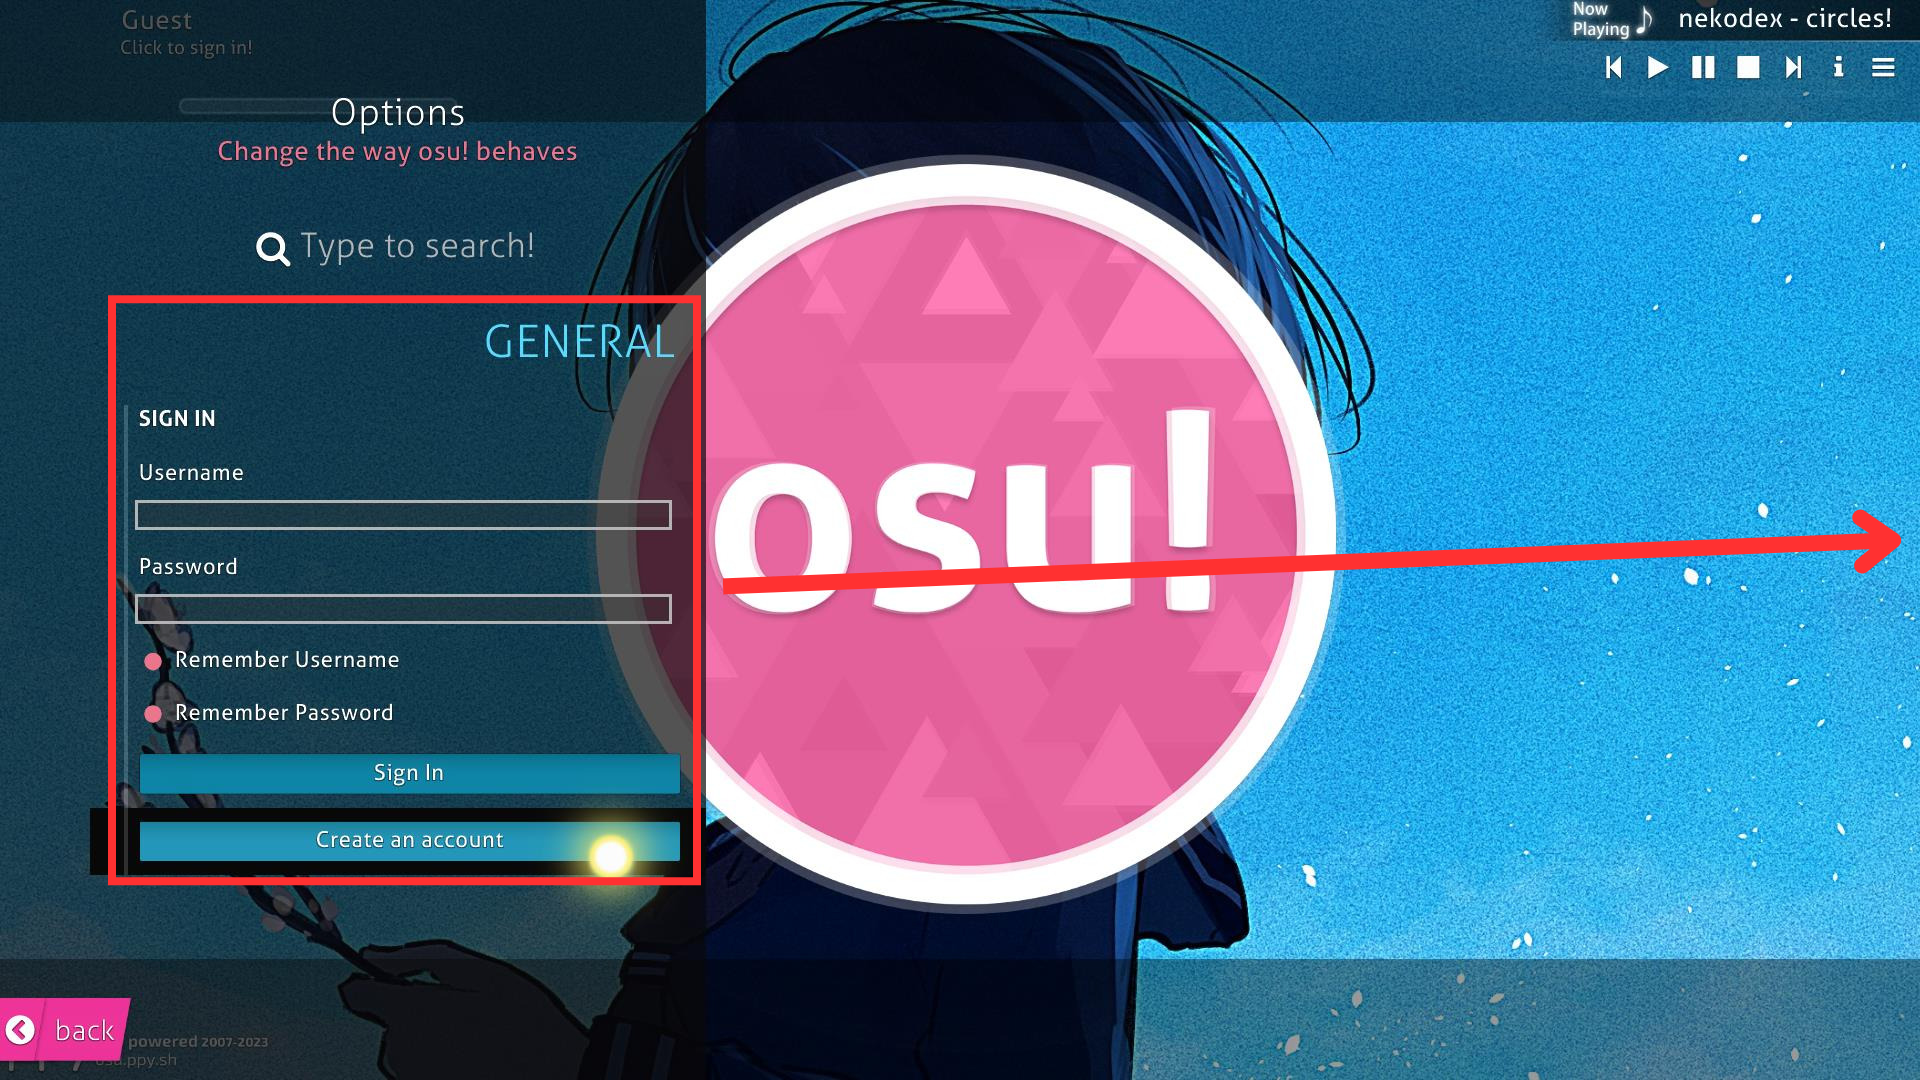 Guest
Click to sign in!
Options
Change the way osu! behaves
Type to search!
GENERAL
SIGN IN
Username
Password
Remember Username
Remember Password
Sign In
Create an account
back
powered 2007-2023
osu.ppy.sh
osu!
Now
Playing
nekodex - circles!